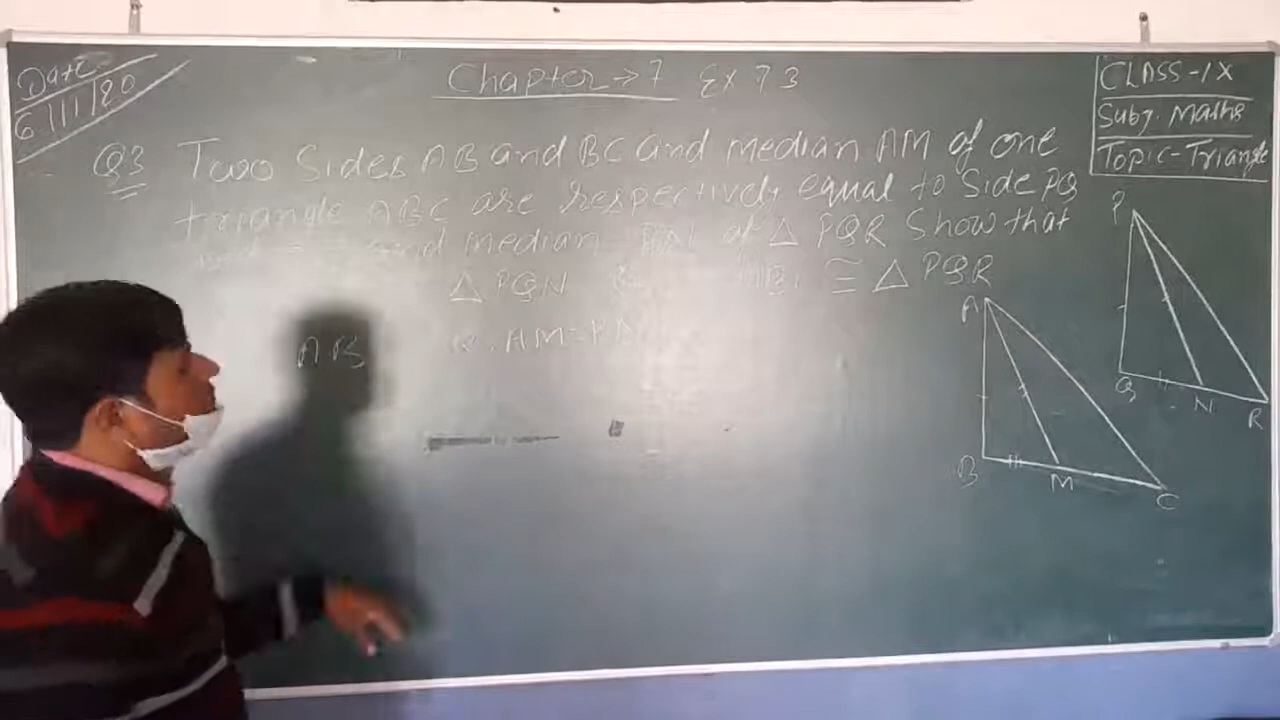 Date
6/11/20
Chapter → 7 Ex 7 3
CLASS-IX
Subj. Maths
Topic-Triangle
Q3 Two Sides AB and BC and median AM of one
triangle ABC are respectively equal to Side PQ
and median of △ PQR Show that
△ PQN ≅ △ PQR
AB
AM=PN
P
Q
N
R
A
B
M
C